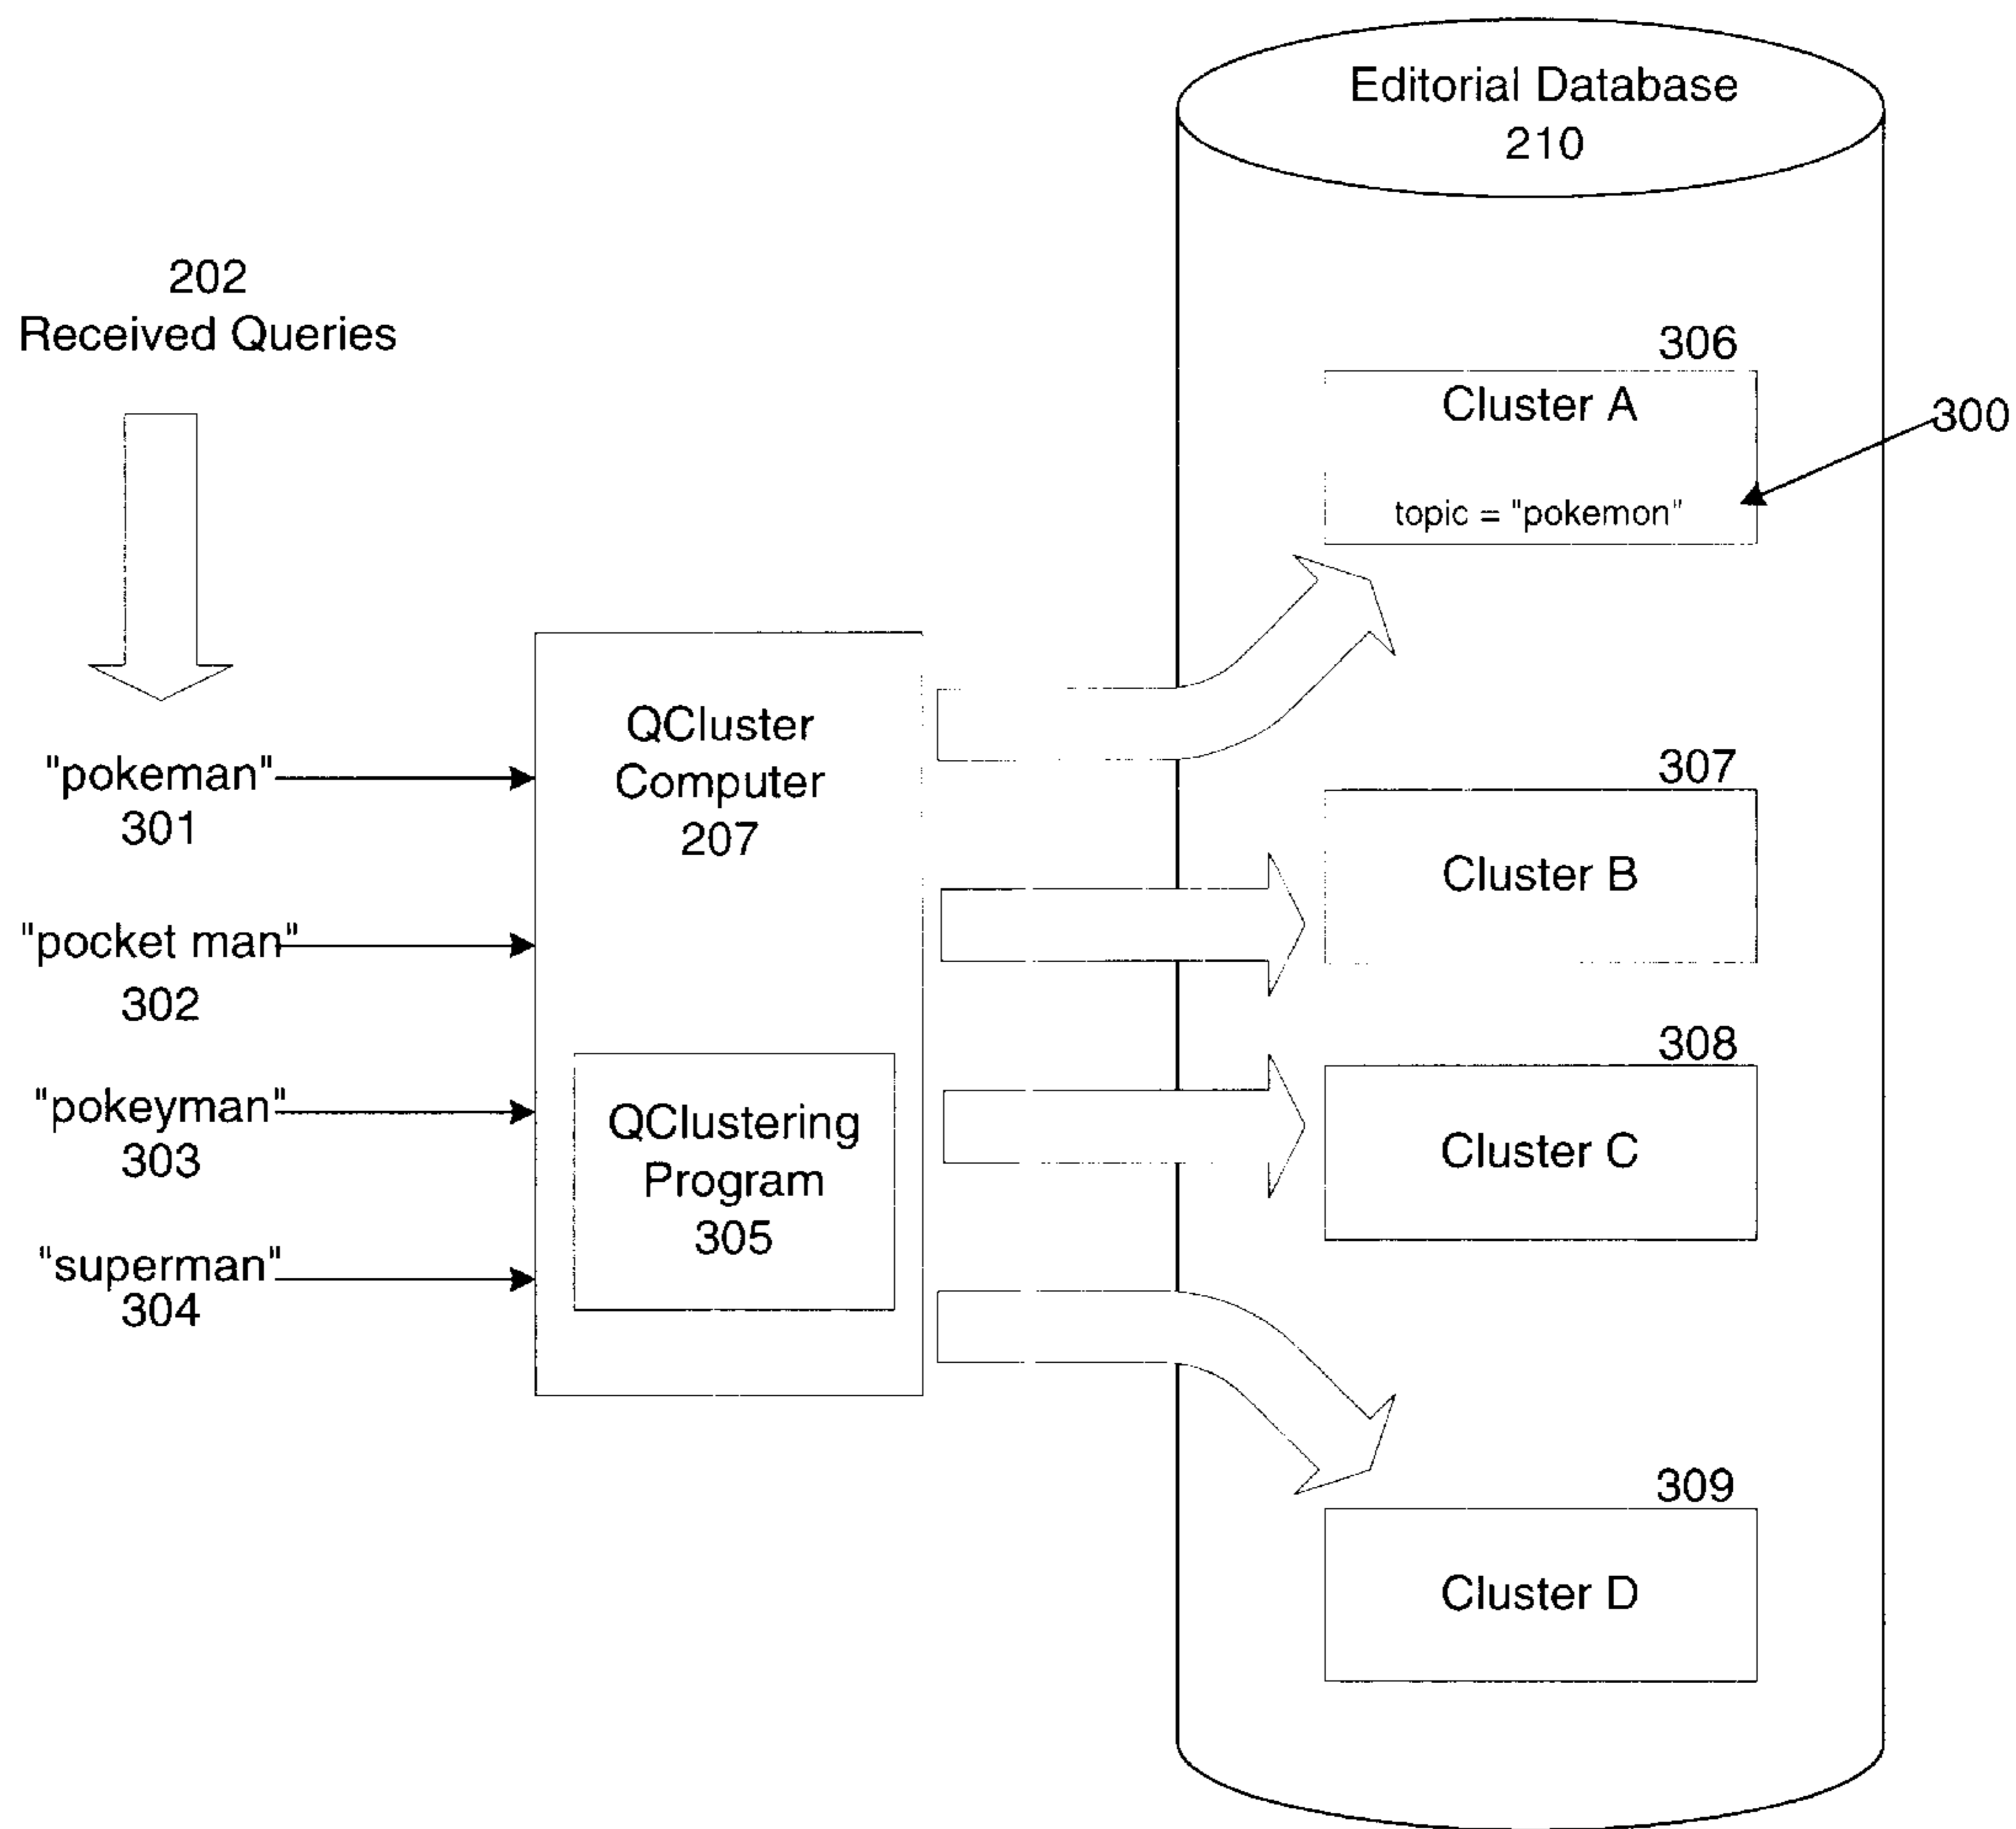 Editorial Database
210
202
Received Queries
306
Cluster A
300
topic = "pokemon"
QCluster
Computer
207
"pokeman"
301
307
Cluster B
"pocket man"
302
308
"pokeyman"
303
QClustering
Program
305
Cluster C
"superman"
304
309
Cluster D